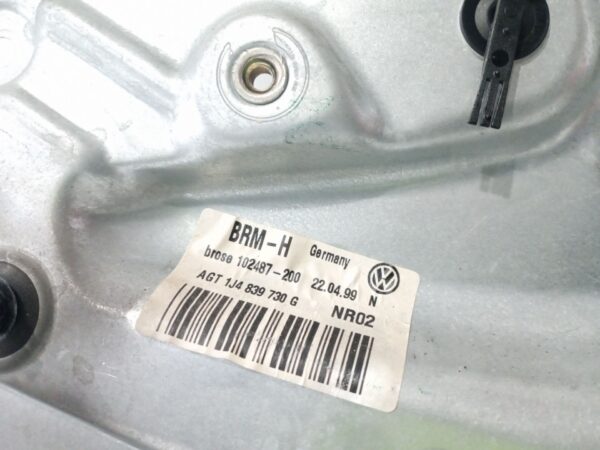 BRM-H Germany
brose 102487-200 22.04.99 N
AGT 1J4 839 730 G NR02